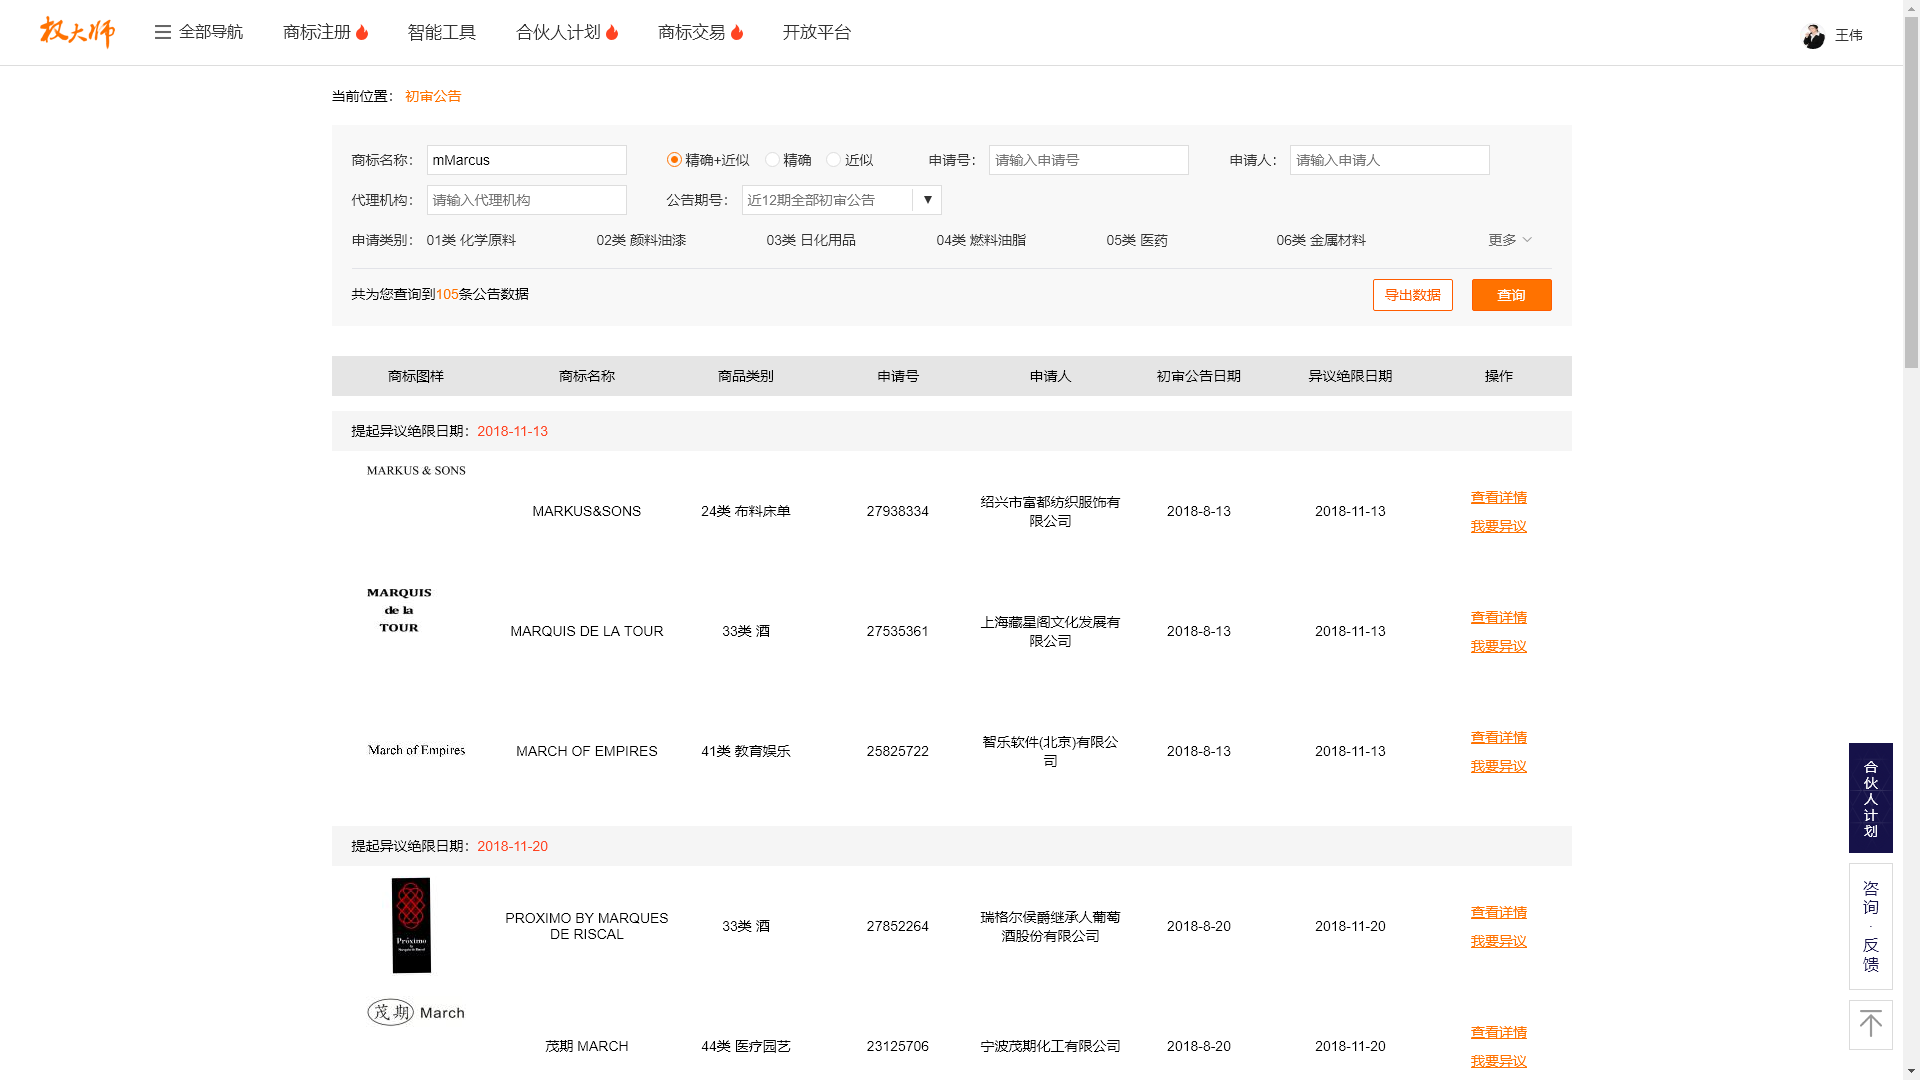 权大师 全部导航 商标注册 智能工具 合伙人计划 商标交易 开放平台 王伟
当前位置： 初审公告
商标名称： mMarcus 精确+近似 精确 近似 申请号： 请输入申请号 申请人： 请输入申请人
代理机构： 请输入代理机构 公告期号： 近12期全部初审公告 ▼
申请类别： 01类 化学原料 02类 颜料油漆 03类 日化用品 04类 燃料油脂 05类 医药 06类 金属材料 更多
共为您查询到105条公告数据 导出数据 查询
商标图样 商标名称 商品类别 申请号 申请人 初审公告日期 异议绝限日期 操作
提起异议绝限日期：2018-11-13
MARKUS & SONS
MARKUS&SONS 24类 布料床单 27938334 绍兴市富都纺织服饰有
限公司 2018-8-13 2018-11-13 查看详情
我要异议
MARQUIS
de la
TOUR
MARQUIS DE LA TOUR 33类 酒 27535361 上海藏星阁文化发展有
限公司 2018-8-13 2018-11-13 查看详情
我要异议
March of Empires MARCH OF EMPIRES 41类 教育娱乐 25825722 智乐软件(北京)有限公
司 2018-8-13 2018-11-13 查看详情
我要异议
提起异议绝限日期：2018-11-20
Próximo
by
Marqués de Riscal
PROXIMO BY MARQUES
DE RISCAL 33类 酒 27852264 瑞格尔侯爵继承人葡萄
酒股份有限公司 2018-8-20 2018-11-20 查看详情
我要异议
茂期 March
茂期 MARCH 44类 医疗园艺 23125706 宁波茂期化工有限公司 2018-8-20 2018-11-20 查看详情
我要异议
合伙人计划
咨询·反馈